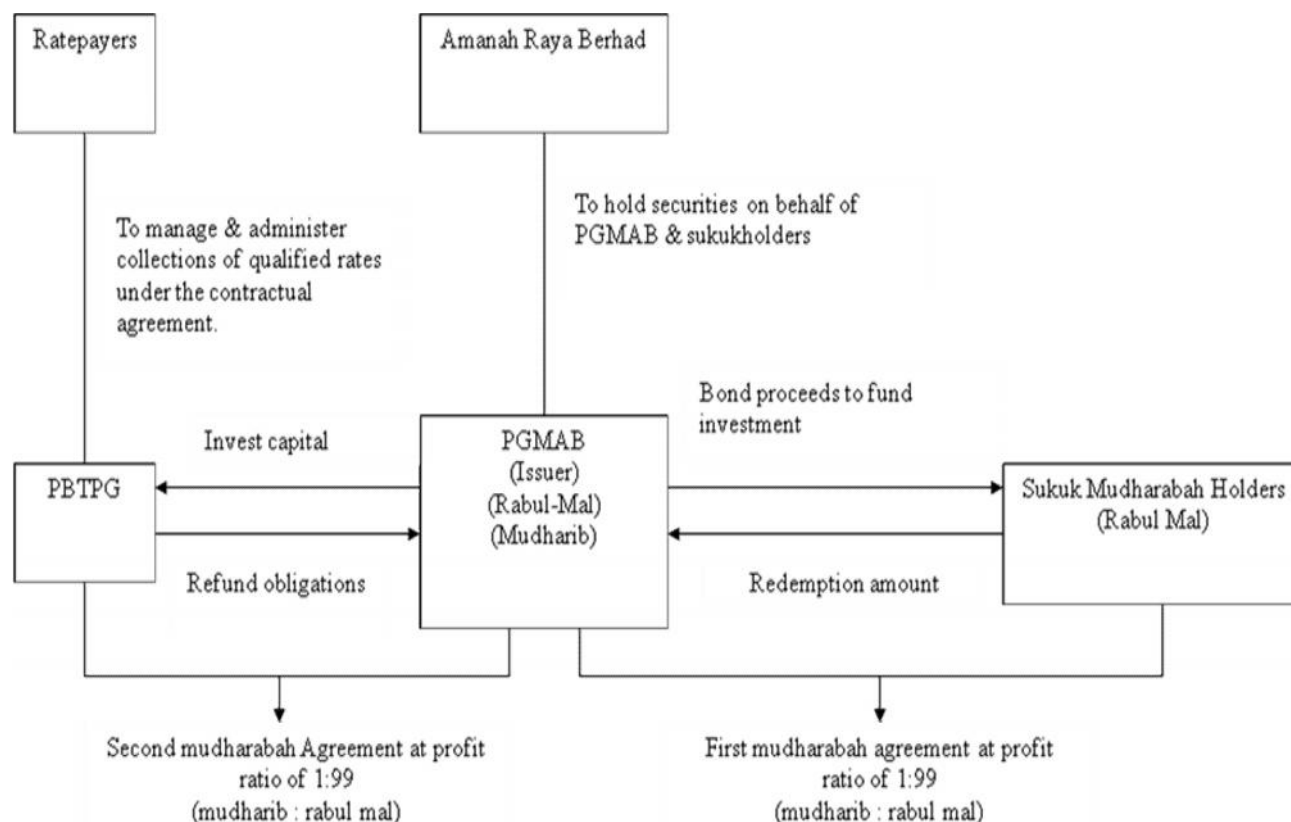 Ratepayers
Amanah Raya Berhad
To manage & administer
collections of qualified rates
under the contractual
agreement.
To hold securities on behalf of
PGMAB & sukukholders
Bond proceeds to fund
investment
Invest capital
PBTPG
PGMAB
(Issuer)
(Rabul-Mal)
(Mudharib)
Sukuk Mudharabah Holders
(Rabul Mal)
Refund obligations
Redemption amount
Second mudharabah Agreement at profit
ratio of 1:99
(mudharib : rabul mal)
First mudharabah agreement at profit
ratio of 1:99
(mudharib : rabul mal)